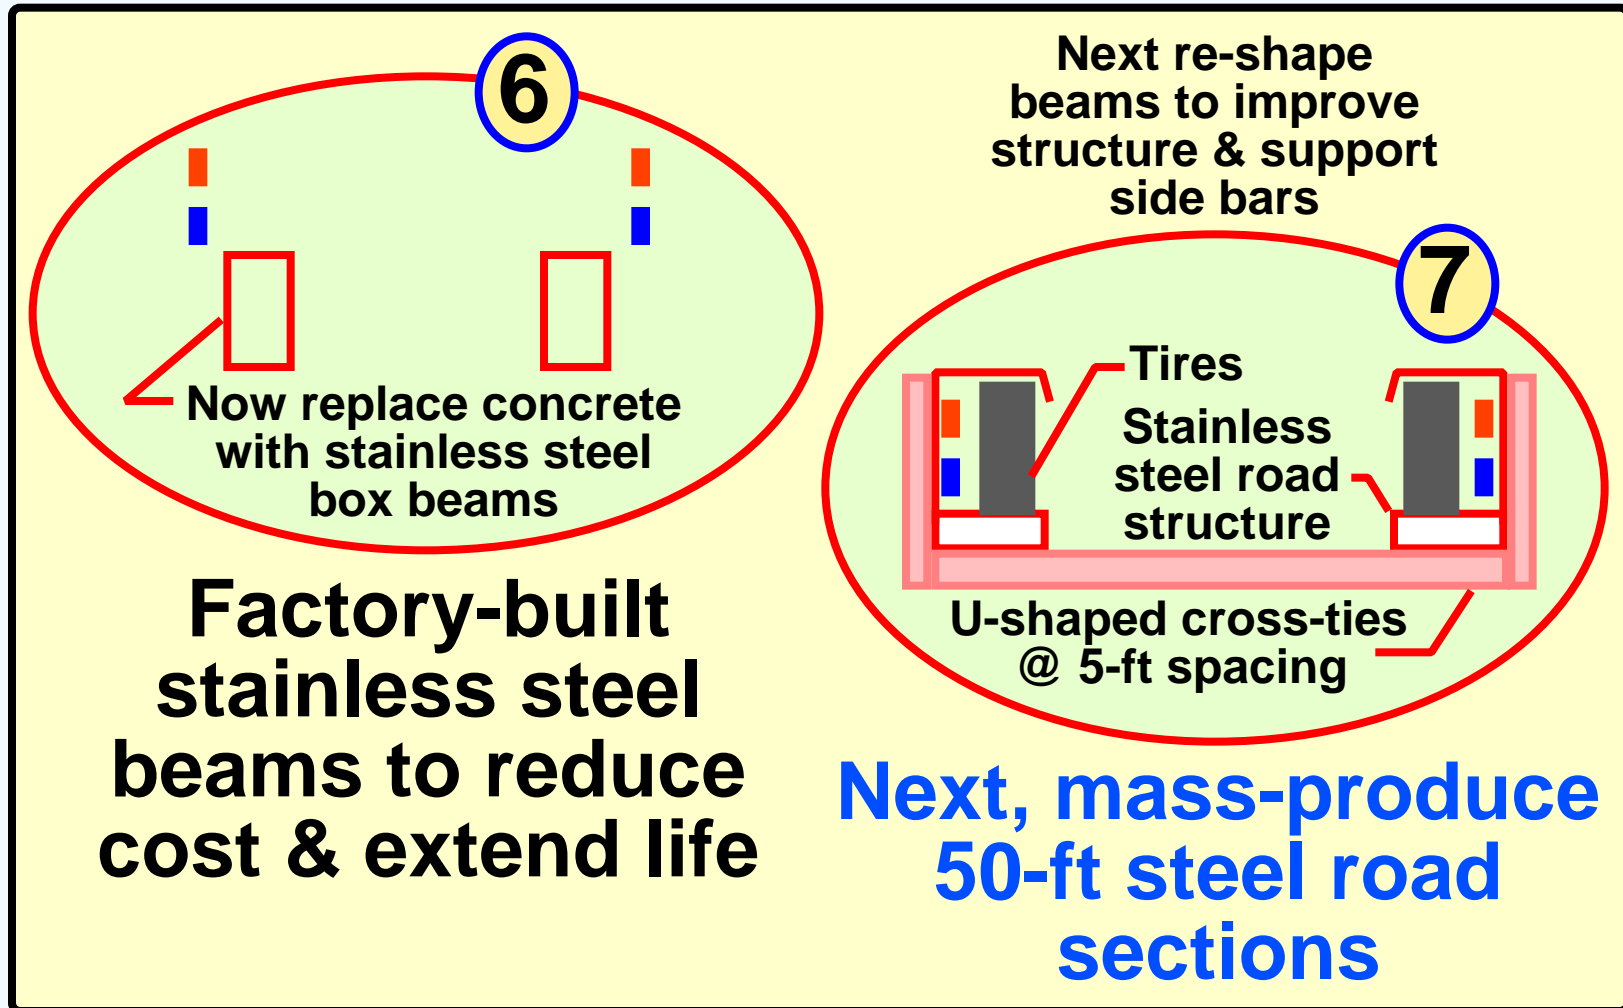 6
Now replace concrete
with stainless steel
box beams
Factory-built
stainless steel
beams to reduce
cost & extend life
Next re-shape
beams to improve
structure & support
side bars
7
Tires
Stainless
steel road
structure
U-shaped cross-ties
@ 5-ft spacing
Next, mass-produce
50-ft steel road
sections